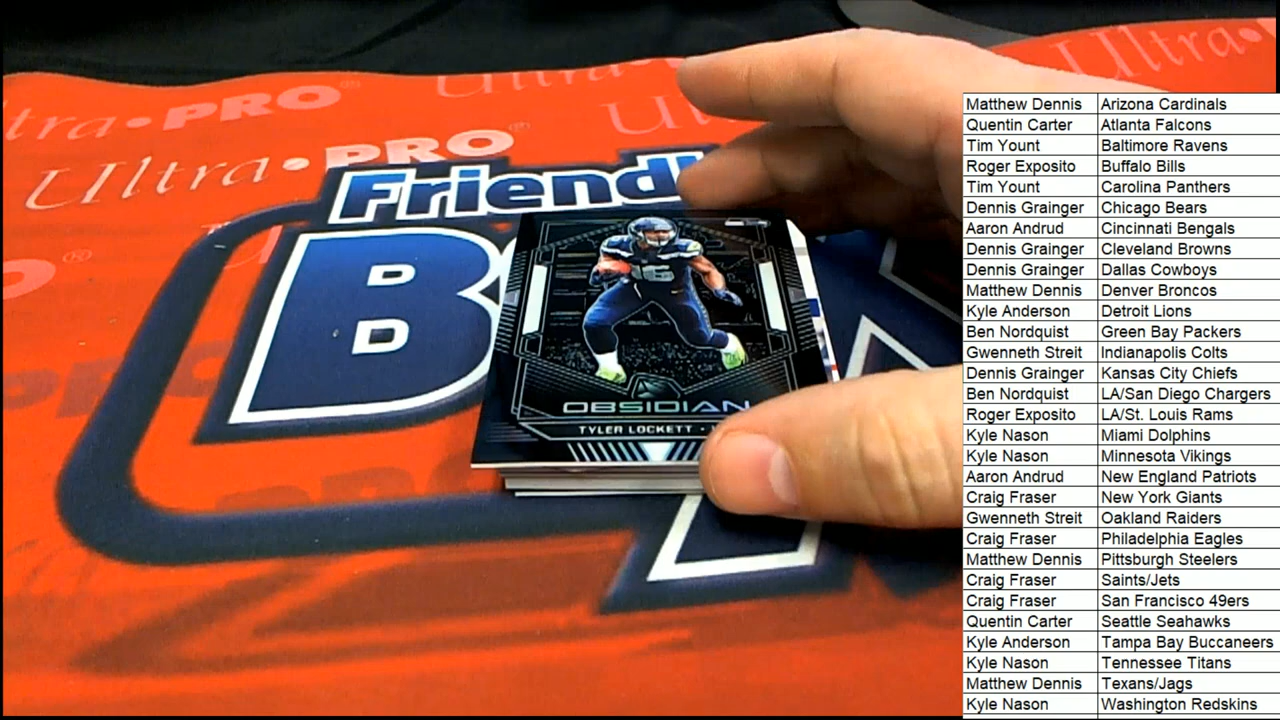 Ultra•PRO®
Ultra•PRO®
Ultra
Ultra•
PRO®
Friendl
B
OBSIDIAN
TYLER LOCKETT •
Matthew Dennis Arizona Cardinals
Quentin Carter Atlanta Falcons
Tim Yount Baltimore Ravens
Roger Exposito Buffalo Bills
Tim Yount Carolina Panthers
Dennis Grainger Chicago Bears
Aaron Andrud Cincinnati Bengals
Dennis Grainger Cleveland Browns
Dennis Grainger Dallas Cowboys
Matthew Dennis Denver Broncos
Kyle Anderson Detroit Lions
Ben Nordquist Green Bay Packers
Gwenneth Streit Indianapolis Colts
Dennis Grainger Kansas City Chiefs
Ben Nordquist LA/San Diego Chargers
Roger Exposito LA/St. Louis Rams
Kyle Nason Miami Dolphins
Kyle Nason Minnesota Vikings
Aaron Andrud New England Patriots
Craig Fraser New York Giants
Gwenneth Streit Oakland Raiders
Craig Fraser Philadelphia Eagles
Matthew Dennis Pittsburgh Steelers
Craig Fraser Saints/Jets
Craig Fraser San Francisco 49ers
Quentin Carter Seattle Seahawks
Kyle Anderson Tampa Bay Buccaneers
Kyle Nason Tennessee Titans
Matthew Dennis Texans/Jags
Kyle Nason Washington Redskins